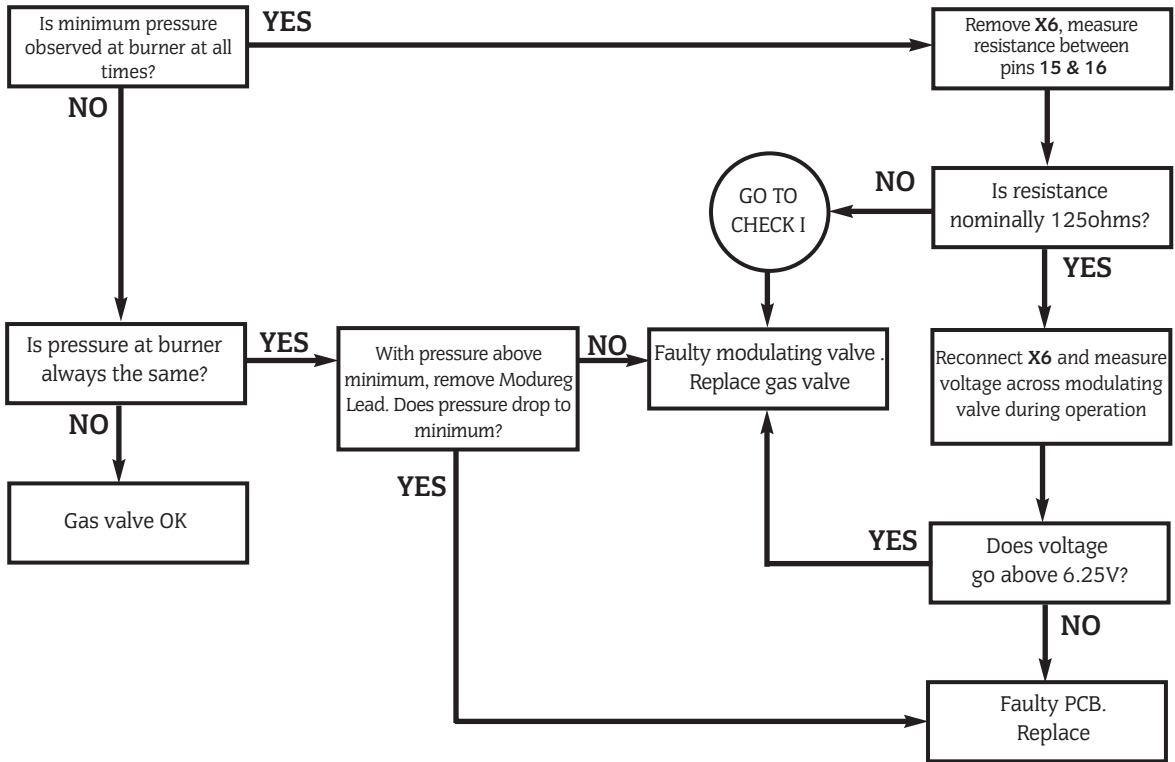 Is minimum pressure
observed at burner at all
times?
YES
Remove X6, measure
resistance between
pins 15 & 16
NO
GO TO
CHECK I
NO
Is resistance
nominally 125ohms?
YES
Is pressure at burner
always the same?
YES
With pressure above
minimum, remove Modureg
Lead. Does pressure drop to
minimum?
NO
Faulty modulating valve .
Replace gas valve
Reconnect X6 and measure
voltage across modulating
valve during operation
NO
YES
Gas valve OK
YES
Does voltage
go above 6.25V?
NO
Faulty PCB.
Replace